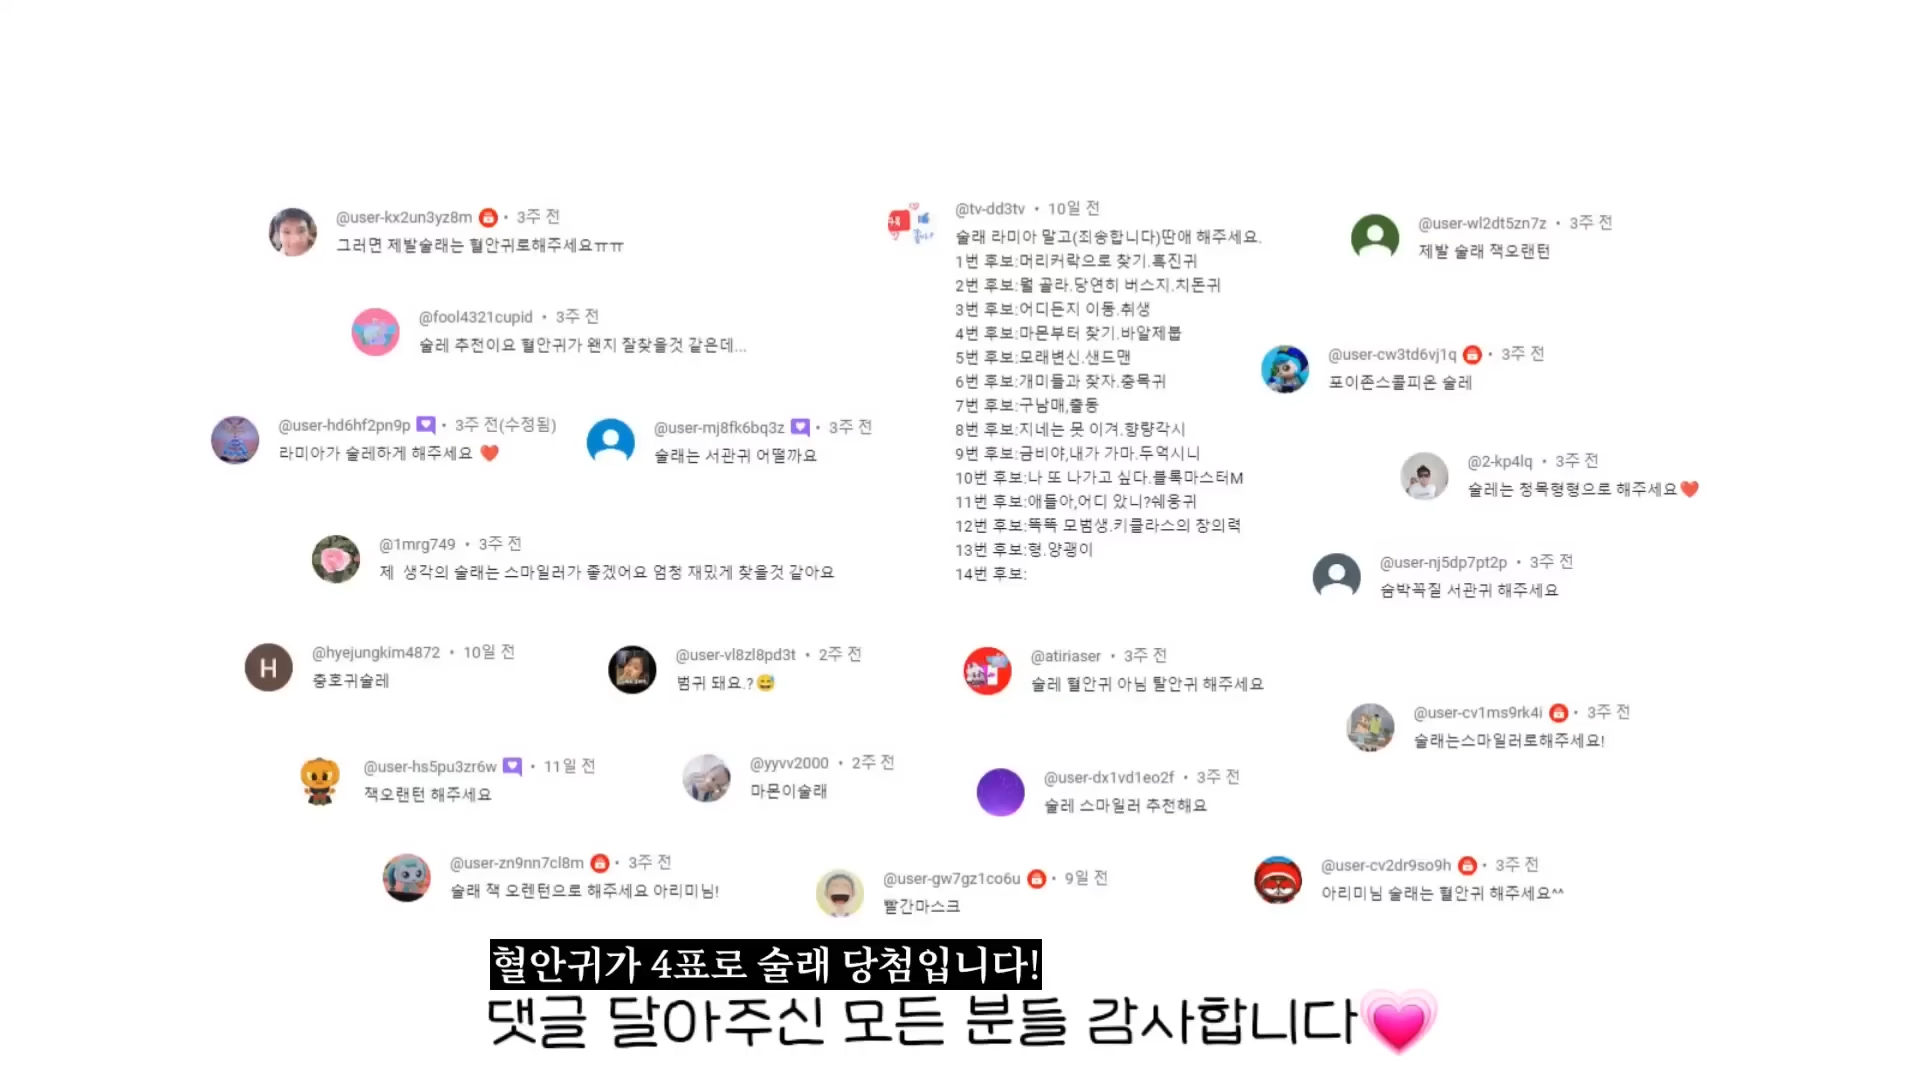 @user-kx2un3yz8m • 3주 전
그러면 제발술래는 혈안귀로해주세요ㅠㅠ
@fool4321cupid • 3주 전
술레 추천이요 혈안귀가 왠지 잘찾을것 같은데...
@user-hd6hf2pn9p • 3주 전(수정됨)
라미아가 술레하게 해주세요 ❤️
@user-mj8fk6bq3z • 3주 전
술래는 서관귀 어떨까요
@1mrg749 • 3주 전
제 생각의 술래는 스마일러가 좋겠어요 엄청 재밌게 찾을것 같아요
@tv-dd3tv • 10일 전
술래 라미아 말고(죄송합니다)딴애 해주세요.
1번 후보:머리커락으로 찾기.흑진귀
2번 후보:뭘 골라.당연히 버스지.치돈귀
3번 후보:어디든지 이동.취생
4번 후보:마몬부터 찾기.바알제붑
5번 후보:모래변신.샌드맨
6번 후보:개미들과 찾자.충목귀
7번 후보:구남매,출동
8번 후보:지네는 못 이겨.향량각시
9번 후보:금비야,내가 가마.두역시니
10번 후보:나 또 나가고 싶다.블록마스터M
11번 후보:애들아,어디 았니?쉐웅귀
12번 후보:똑똑 모범생.키클라스의 창의력
13번 후보:형.양괭이
14번 후보:
@user-wl2dt5zn7z • 3주 전
제발 술래 잭오랜턴
@user-cw3td6vj1q • 3주 전
포이존스콜피온 술레
@2-kp4lq • 3주 전
술레는 정목형형으로 해주세요❤️
@user-nj5dp7pt2p • 3주 전
숨박꼭질 서관귀 해주세요
@hyejungkim4872 • 10일 전
충호귀술레
@user-vl8zl8pd3t • 2주 전
범귀 돼요.?😅
@atiriaser • 3주 전
술레 혈안귀 아님 탈안귀 해주세요
@user-cv1ms9rk4i • 3주 전
술래는스마일러로해주세요!
@user-hs5pu3zr6w • 11일 전
잭오랜턴 해주세요
@yyvv2000 • 2주 전
마몬이술래
@user-dx1vd1eo2f • 3주 전
술레 스마일러 추천해요
@user-zn9nn7cl8m • 3주 전
술래 잭 오렌턴으로 해주세요 아리미님!
@user-gw7gz1co6u • 9일 전
빨간마스크
@user-cv2dr9so9h • 3주 전
아리미님 술래는 혈안귀 해주세요^^
혈안귀가 4표로 술래 당첨입니다!
댓글 달아주신 모든 분들 감사합니다💗
H